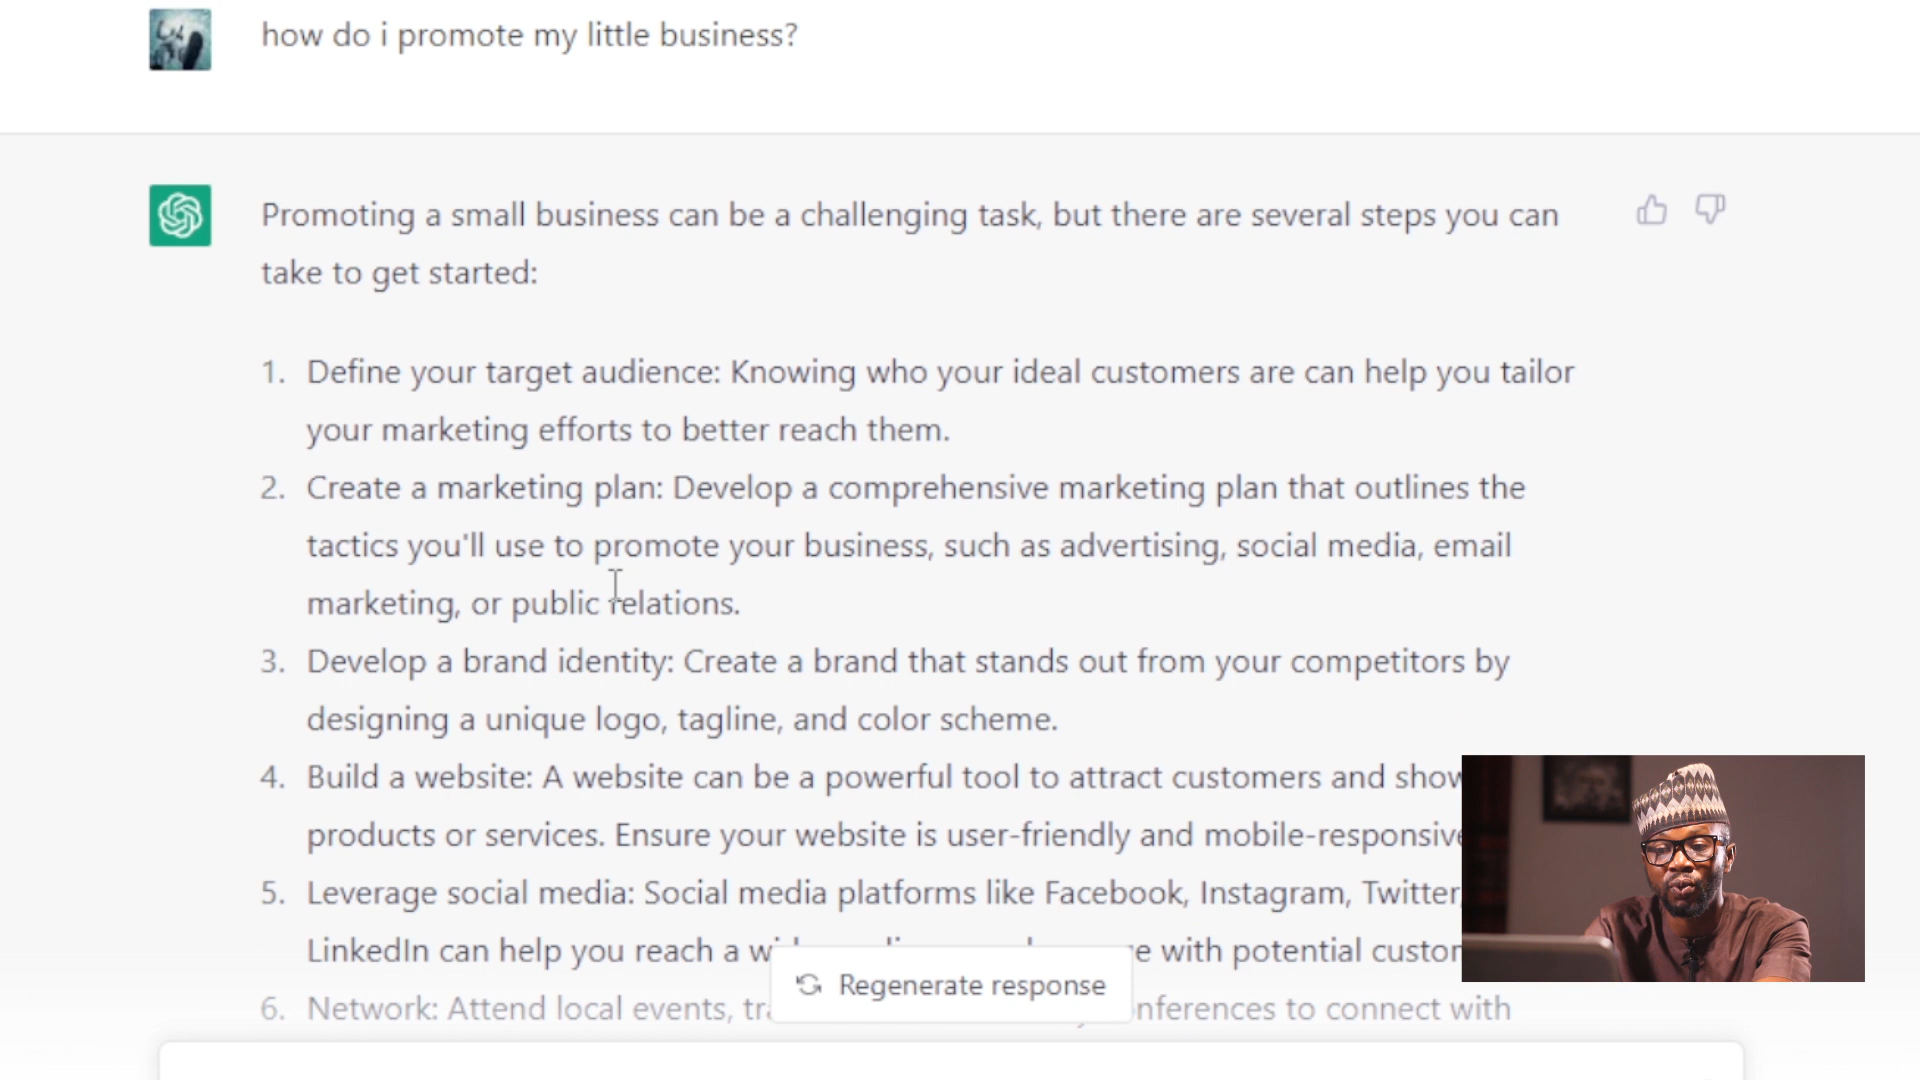 how do i promote my little business?
Promoting a small business can be a challenging task, but there are several steps you can
take to get started:
1. Define your target audience: Knowing who your ideal customers are can help you tailor
your marketing efforts to better reach them.
2. Create a marketing plan: Develop a comprehensive marketing plan that outlines the
tactics you'll use to promote your business, such as advertising, social media, email
marketing, or public relations.
3. Develop a brand identity: Create a brand that stands out from your competitors by
designing a unique logo, tagline, and color scheme.
4. Build a website: A website can be a powerful tool to attract customers and show
products or services. Ensure your website is user-friendly and mobile-responsive
5. Leverage social media: Social media platforms like Facebook, Instagram, Twitter,
LinkedIn can help you reach a with potential
Regenerate response
6. Network: Attend local events, to connect with